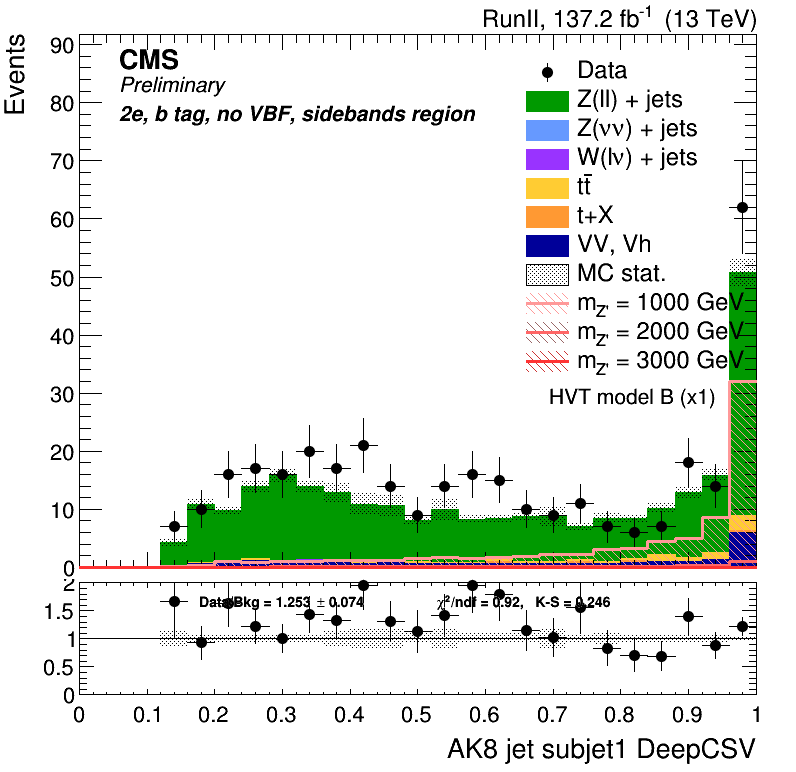 RunII, 137.2 fb⁻¹ (13 TeV)
Events
CMS
Preliminary
2e, b tag, no VBF, sidebands region
Data
Z(ll) + jets
Z(νν) + jets
W(lν) + jets
tt̄
t+X
VV, Vh
MC stat.
m_Z' = 1000 GeV
m_Z' = 2000 GeV
m_Z' = 3000 GeV
HVT model B (x1)
90
80
70
60
50
40
30
20
10
0
Data/Bkg = 1.253 ± 0.074
χ²/ndf = 0.92, K-S = 0.246
2
1.5
1
0.5
0
0 0.1 0.2 0.3 0.4 0.5 0.6 0.7 0.8 0.9 1
AK8 jet subjet1 DeepCSV